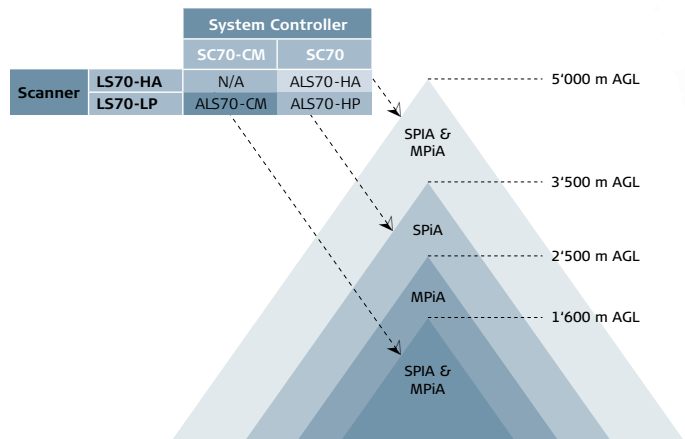 System Controller
SC70-CM SC70
Scanner LS70-HA N/A ALS70-HA
LS70-LP ALS70-CM ALS70-HP
5‘000 m AGL
SPIA &
MPiA
3‘500 m AGL
SPiA
2‘500 m AGL
MPiA
1‘600 m AGL
SPIA &
MPiA